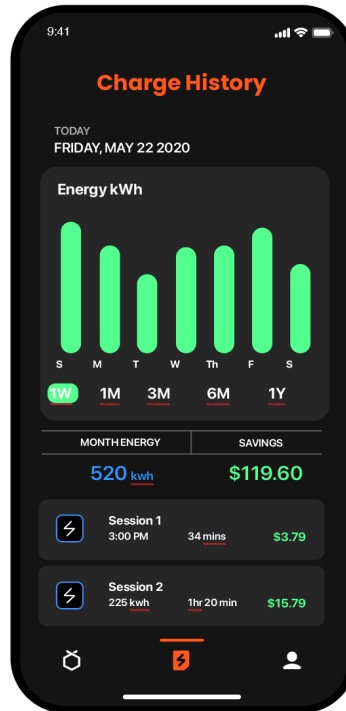 9:41
Charge History
TODAY
FRIDAY, MAY 22 2020
Energy kWh
S M T W Th F S
1W 1M 3M 6M 1Y
MONTH ENERGY SAVINGS
520 kwh $119.60
Session 1
3:00 PM 34 mins $3.79
Session 2
225 kwh 1hr 20 min $15.79